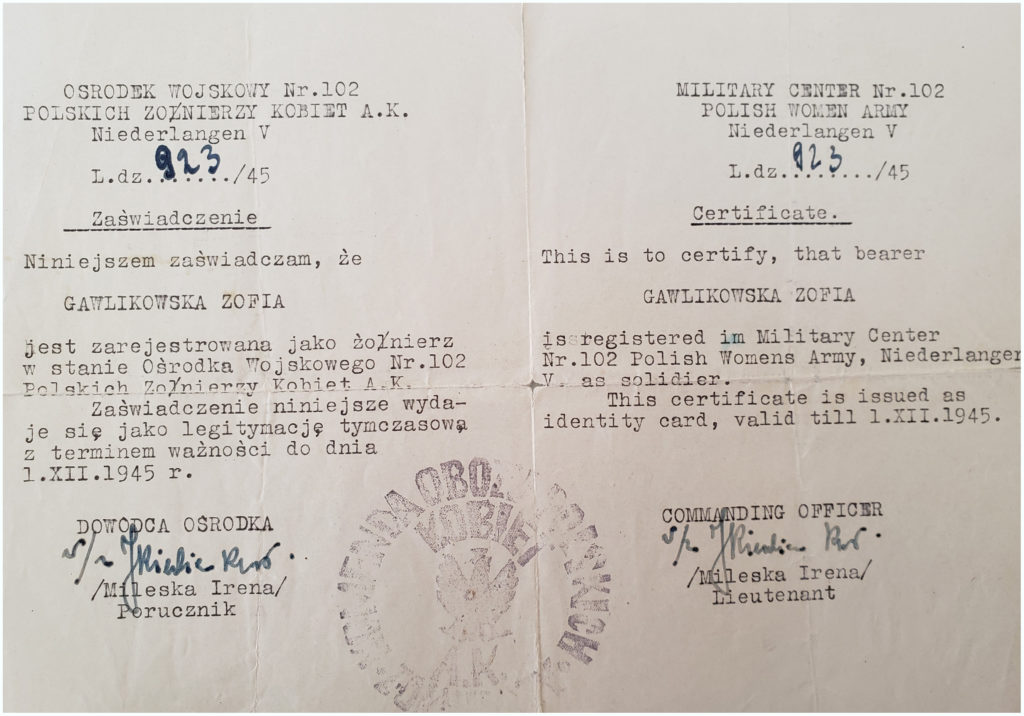 OSRODEK WOJSKOWY Nr.102
POLSKICH ZOŁNIERZY KOBIET A.K.
Niederlangen V
L.dz..923..../45
Zaświadczenie
Niniejszem zaświadczam, że
GAWLIKOWSKA ZOFIA
jest zarejestrowana jako żołnierz
w stanie Ośrodka Wojskowego Nr.102
Polskich Zołnierzy Kobiet A.K.
Zaświadczenie niniejsze wyda-
je się jako legitymację tymczasową
z terminem ważności do dnia
1.XII.1945 r.
DOWODCA OŚRODKA
/Mileska Irena/
Porucznik
MILITARY CENTER Nr.102
POLISH WOMEN ARMY
Niederlangen V
L.dz...923..../45
Certificate.
This is to certify, that bearer
GAWLIKOWSKA ZOFIA
is registered im Military Center
Nr.102 Polish Womens Army, Niederlangen
V. as solidier.
This certificate is issued as
identity card, valid till 1.XII.1945.
COMMANDING OFFICER
/Mileska Irena/
Lieutenant
KOBIET
A.K.